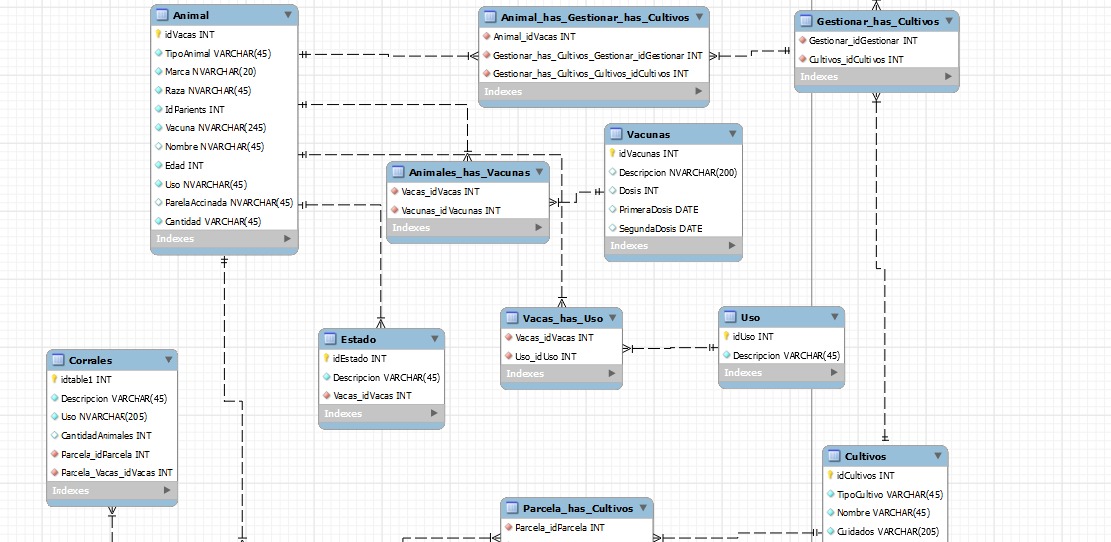 Animal
idVacas INT
TipoAnimal VARCHAR(45)
Marca NVARCHAR(20)
Raza NVARCHAR(45)
IdParients INT
Vacuna NVARCHAR(245)
Nombre NVARCHAR(45)
Edad INT
Uso NVARCHAR(45)
ParelaAccinada NVARCHAR(45)
Cantidad VARCHAR(45)
Indexes
Animal_has_Gestionar_has_Cultivos
Animal_idVacas INT
Gestionar_has_Cultivos_Gestionar_idGestionar INT
Gestionar_has_Cultivos_Cultivos_idCultivos INT
Indexes
Gestionar_has_Cultivos
Gestionar_idGestionar INT
Cultivos_idCultivos INT
Indexes
Vacunas
idVacunas INT
Descripcion NVARCHAR(200)
Dosis INT
PrimeraDosis DATE
SegundaDosis DATE
Indexes
Animales_has_Vacunas
Vacas_idVacas INT
Vacunas_idVacunas INT
Indexes
Vacas_has_Uso
Vacas_idVacas INT
Uso_idUso INT
Indexes
Uso
idUso INT
Descripcion VARCHAR(45)
Indexes
Estado
idEstado INT
Descripcion VARCHAR(45)
Vacas_idVacas INT
Indexes
Corrales
idtable1 INT
Descripcion VARCHAR(45)
Uso NVARCHAR(205)
CantidadAnimales INT
Parcela_idParcela INT
Parcela_Vacas_idVacas INT
Indexes
Cultivos
idCultivos INT
TipoCultivo VARCHAR(45)
Nombre VARCHAR(45)
Cuidados VARCHAR(205)
Parcela_has_Cultivos
Parcela_idParcela INT